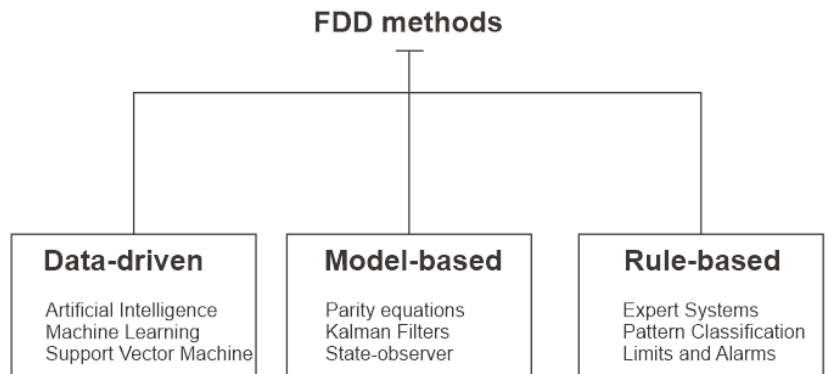 FDD methods
Data-driven
Artificial Intelligence
Machine Learning
Support Vector Machine
Model-based
Parity equations
Kalman Filters
State-observer
Rule-based
Expert Systems
Pattern Classification
Limits and Alarms